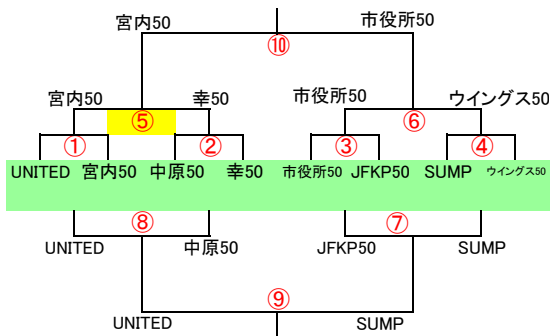 宮内50 市役所50
⑩
宮内50 幸50 市役所50 ウイングス50
⑤ ⑥
① ② ③ ④
UNITED 宮内50 中原50 幸50 市役所50 JFKP50 SUMP ウイングス50
⑧ ⑦
UNITED 中原50 JFKP50 SUMP
⑨
UNITED SUMP